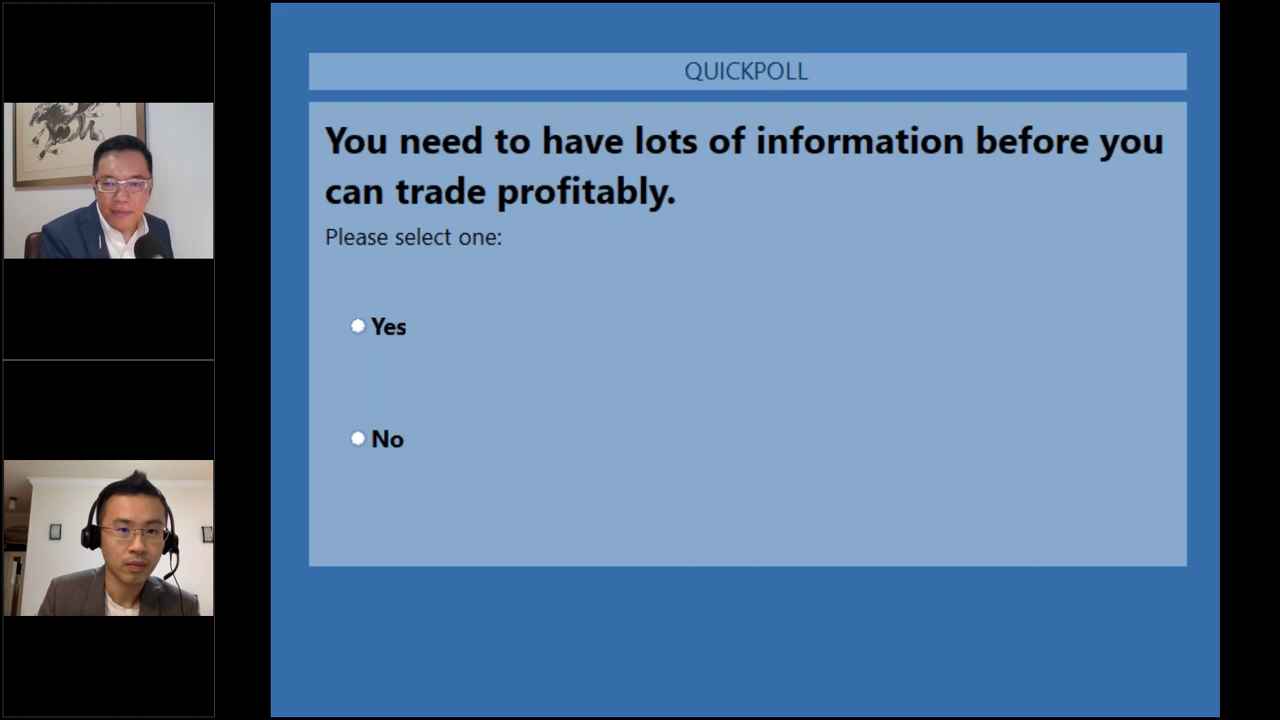 QUICKPOLL
You need to have lots of information before you
can trade profitably.
Please select one:
Yes
No